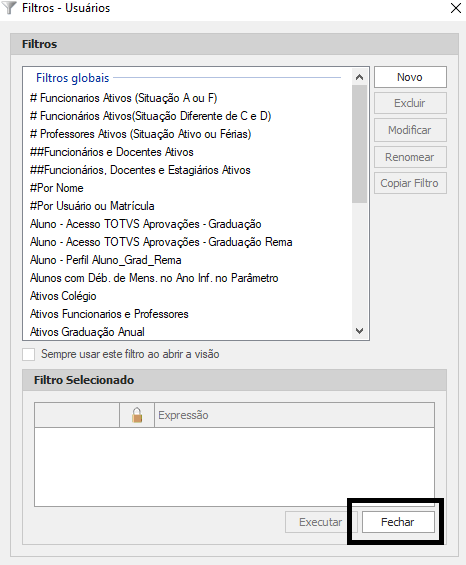 Filtros - Usuários
Filtros
Filtros globais
# Funcionarios Ativos (Situação A ou F)
# Funcionários Ativos(Situação Diferente de C e D)
# Professores Ativos (Situação Ativo ou Férias)
##Funcionários e Docentes Ativos
##Funcionários, Docentes e Estagiários Ativos
#Por Nome
#Por Usuário ou Matrícula
Aluno - Acesso TOTVS Aprovações - Graduação
Aluno - Acesso TOTVS Aprovações - Graduação Rema
Aluno - Perfil Aluno_Grad_Rema
Alunos com Déb. de Mens. no Ano Inf. no Parâmetro
Ativos Colégio
Ativos Funcionarios e Professores
Ativos Graduação Anual
Novo
Excluir
Modificar
Renomear
Copiar Filtro
Sempre usar este filtro ao abrir a visão
Filtro Selecionado
Expressão
Executar
Fechar